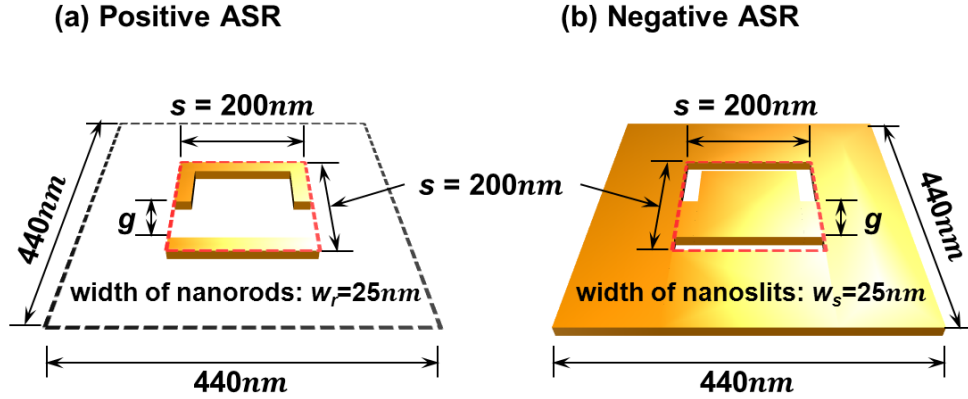 (a) Positive ASR
(b) Negative ASR
s = 200nm
s = 200nm
440nm
g
s = 200nm
g
440nm
width of nanorods: wr=25nm
width of nanoslits: ws=25nm
440nm
440nm